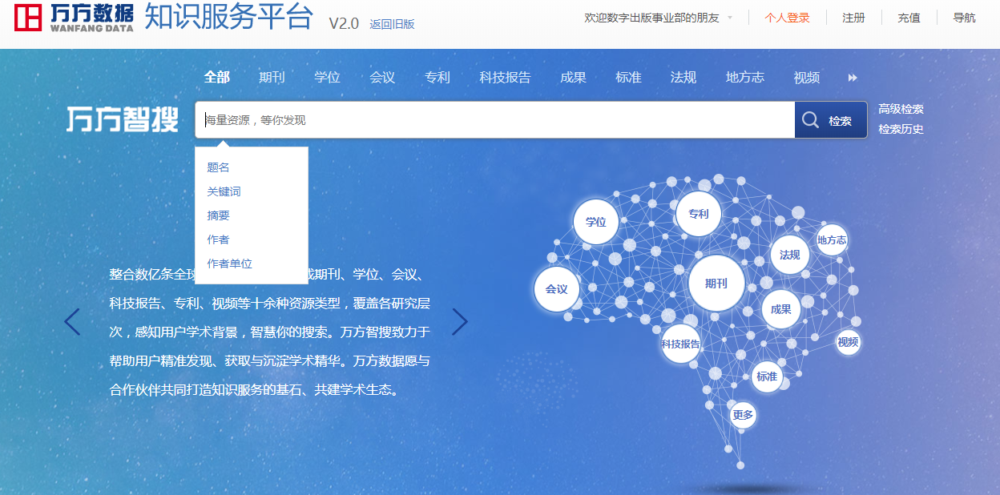 万方数据
WANFANG DATA
知识服务平台
V2.0
返回旧版
欢迎数字出版事业部的朋友
个人登录
注册
充值
导航
全部 期刊 学位 会议 专利 科技报告 成果 标准 法规 地方志 视频
万方智搜
海量资源，等你发现
检索
高级检索
检索历史
题名
关键词
摘要
作者
作者单位
整合数亿条全球
期刊、学位、会议、
科技报告、专利、视频等十余种资源类型，覆盖各研究层
次，感知用户学术背景，智慧你的搜索。万方智搜致力于
帮助用户精准发现、获取与沉淀学术精华。万方数据愿与
合作伙伴共同打造知识服务的基石、共建学术生态。
学位
专利
地方志
法规
会议
期刊
成果
科技报告
视频
标准
更多